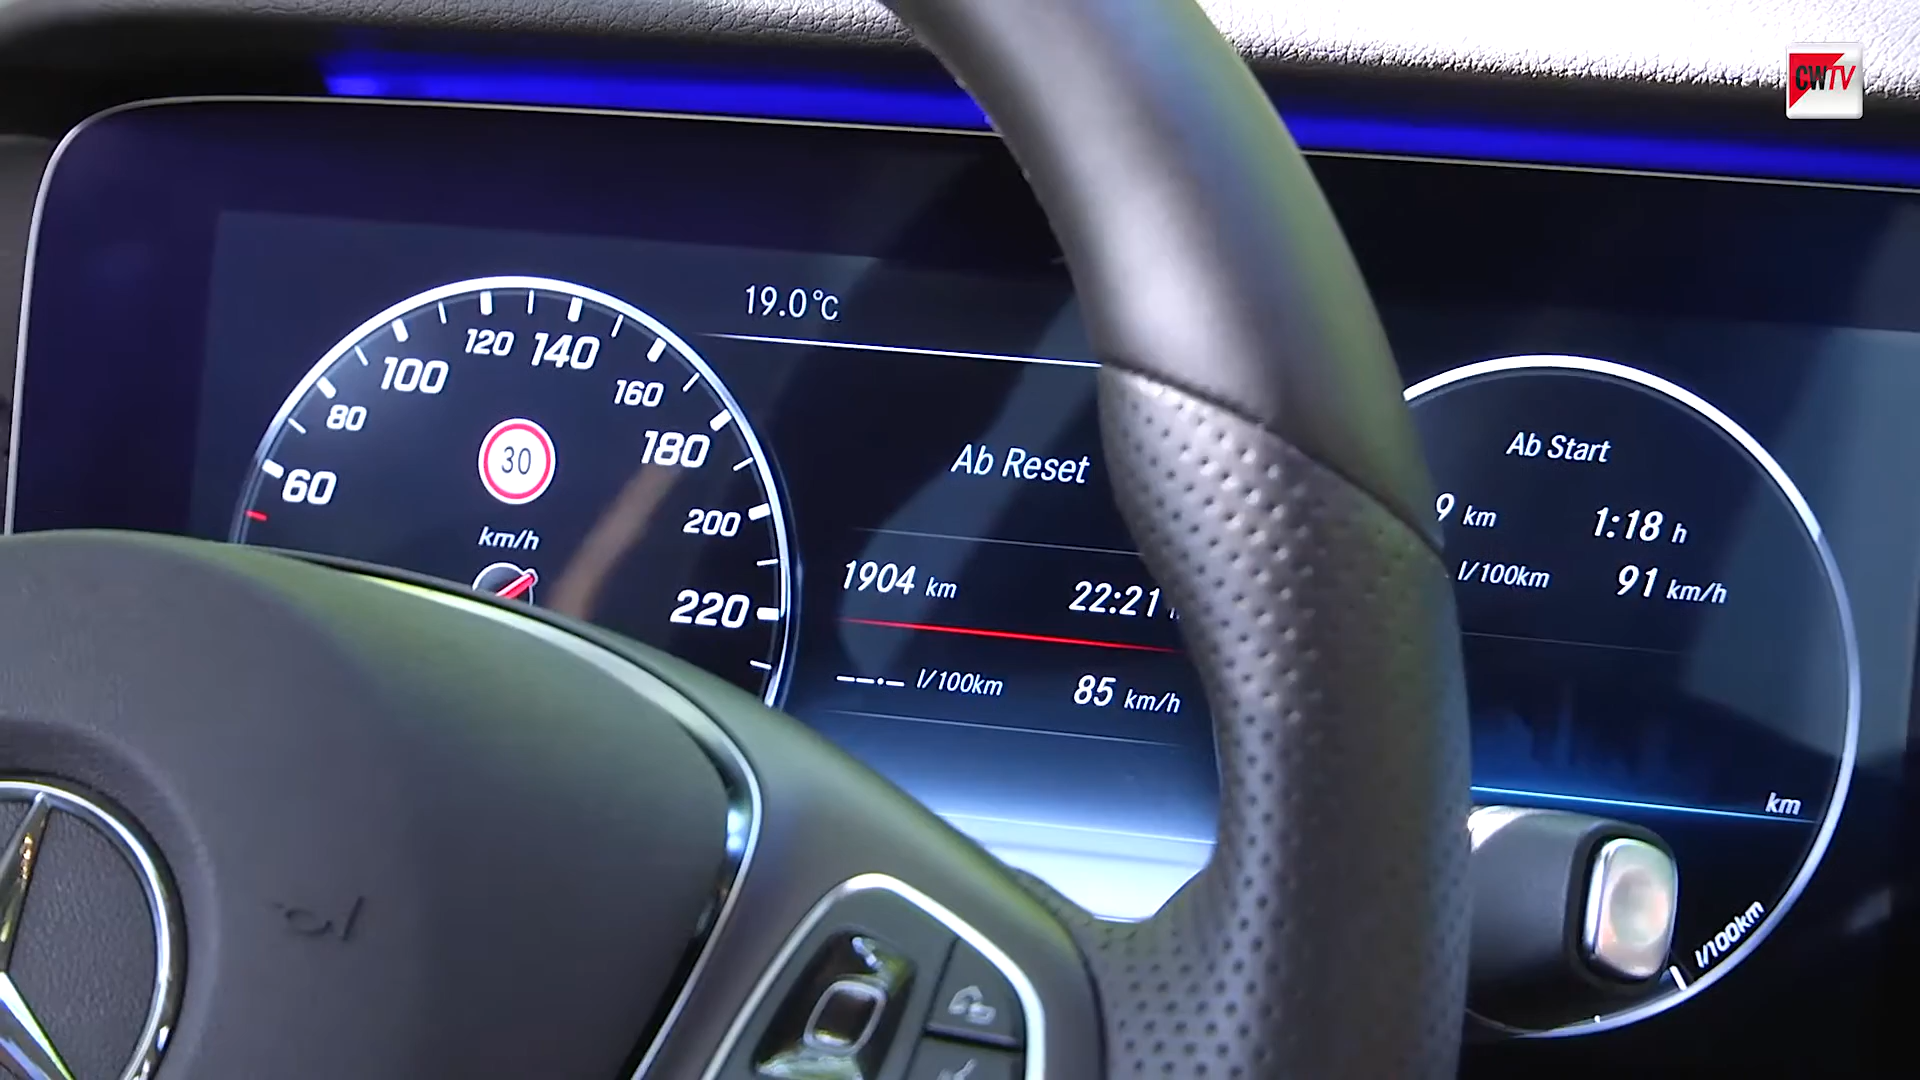 CWTV
19.0°C
120 140
100 160
80 180
60 200
220
30
km/h
Ab Reset
1904 km 22:21
--.- l/100km 85 km/h
Ab Start
9 km 1:18 h
l/100km 91 km/h
km
l/100km